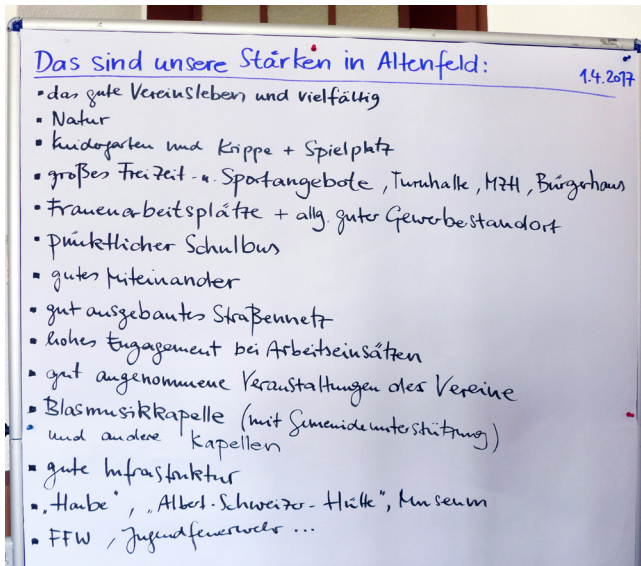 Das sind unsere Stärken in Altenfeld:
1.4.2017
• das gute Vereinsleben und vielfältig
• Natur
• Kindergarten und Krippe + Spielplatz
• großes Freizeit- u. Sportangebote, Turnhalle, MZH, Bürgerhaus
• Frauenarbeitsplätze + allg. guter Gewerbestandort
• pünktlicher Schulbus
• gutes Miteinander
• gut ausgebautes Straßennetz
• hohes Engagement bei Arbeitseinsätzen
• gut angenommene Veranstaltungen der Vereine
• Blasmusikkapelle (mit Gemeindeunterstützung)
und andere Kapellen
• gute Infrastruktur
• „Haube", „Albert-Schweizer-Hütte", Museum
• FFW, Jugendfeuerwehr ...